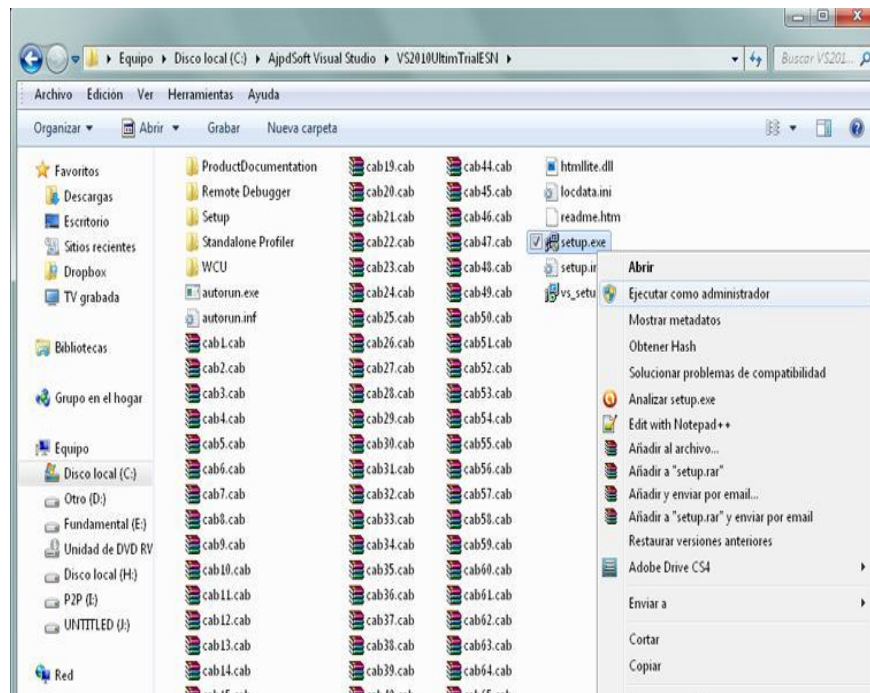 Equipo ▸ Disco local (C:) ▸ AjpdSoft Visual Studio ▸ VS2010UltimTrialESN ▸
Buscar VS201...
Archivo Edición Ver Herramientas Ayuda
Organizar Abrir Grabar Nueva carpeta
Favoritos
Descargas
Escritorio
Sitios recientes
Dropbox
TV grabada
Bibliotecas
Grupo en el hogar
Equipo
Disco local (C:)
Otro (D:)
Fundamental (E:)
Unidad de DVD RV
Disco local (H:)
P2P (I:)
UNTITLED (J:)
Red
ProductDocumentation
Remote Debugger
Setup
Standalone Profiler
WCU
autorun.exe
autorun.inf
cab1.cab
cab2.cab
cab3.cab
cab4.cab
cab5.cab
cab6.cab
cab7.cab
cab8.cab
cab9.cab
cab10.cab
cab11.cab
cab12.cab
cab13.cab
cab14.cab
cab19.cab
cab20.cab
cab21.cab
cab22.cab
cab23.cab
cab24.cab
cab25.cab
cab26.cab
cab27.cab
cab28.cab
cab29.cab
cab30.cab
cab31.cab
cab32.cab
cab33.cab
cab34.cab
cab35.cab
cab36.cab
cab37.cab
cab38.cab
cab39.cab
cab44.cab
cab45.cab
cab46.cab
cab47.cab
cab48.cab
cab49.cab
cab50.cab
cab51.cab
cab52.cab
cab53.cab
cab54.cab
cab55.cab
cab56.cab
cab57.cab
cab58.cab
cab59.cab
cab60.cab
cab61.cab
cab62.cab
cab63.cab
cab64.cab
htmllite.dll
locdata.ini
readme.htm
setup.exe
setup.ir
vs_setu
Abrir
Ejecutar como administrador
Mostrar metadatos
Obtener Hash
Solucionar problemas de compatibilidad
Analizar setup.exe
Edit with Notepad++
Añadir al archivo...
Añadir a "setup.rar"
Añadir y enviar por email...
Añadir a "setup.rar" y enviar por email
Restaurar versiones anteriores
Adobe Drive CS4
Enviar a
Cortar
Copiar